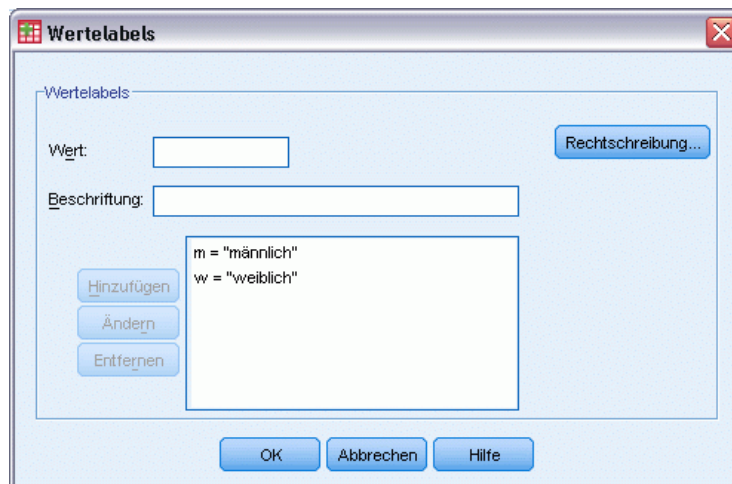 Wertelabels
Wertelabels
Wert:
Rechtschreibung...
Beschriftung:
m = "männlich"
w = "weiblich"
Hinzufügen
Ändern
Entfernen
OK
Abbrechen
Hilfe